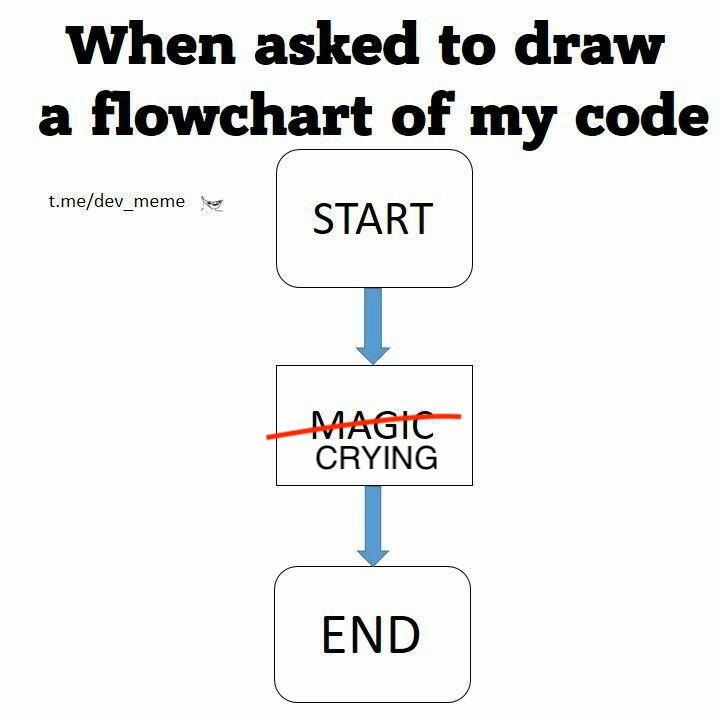 When asked to draw
a flowchart of my code
t.me/dev_meme
START
MAGIC
CRYING
END